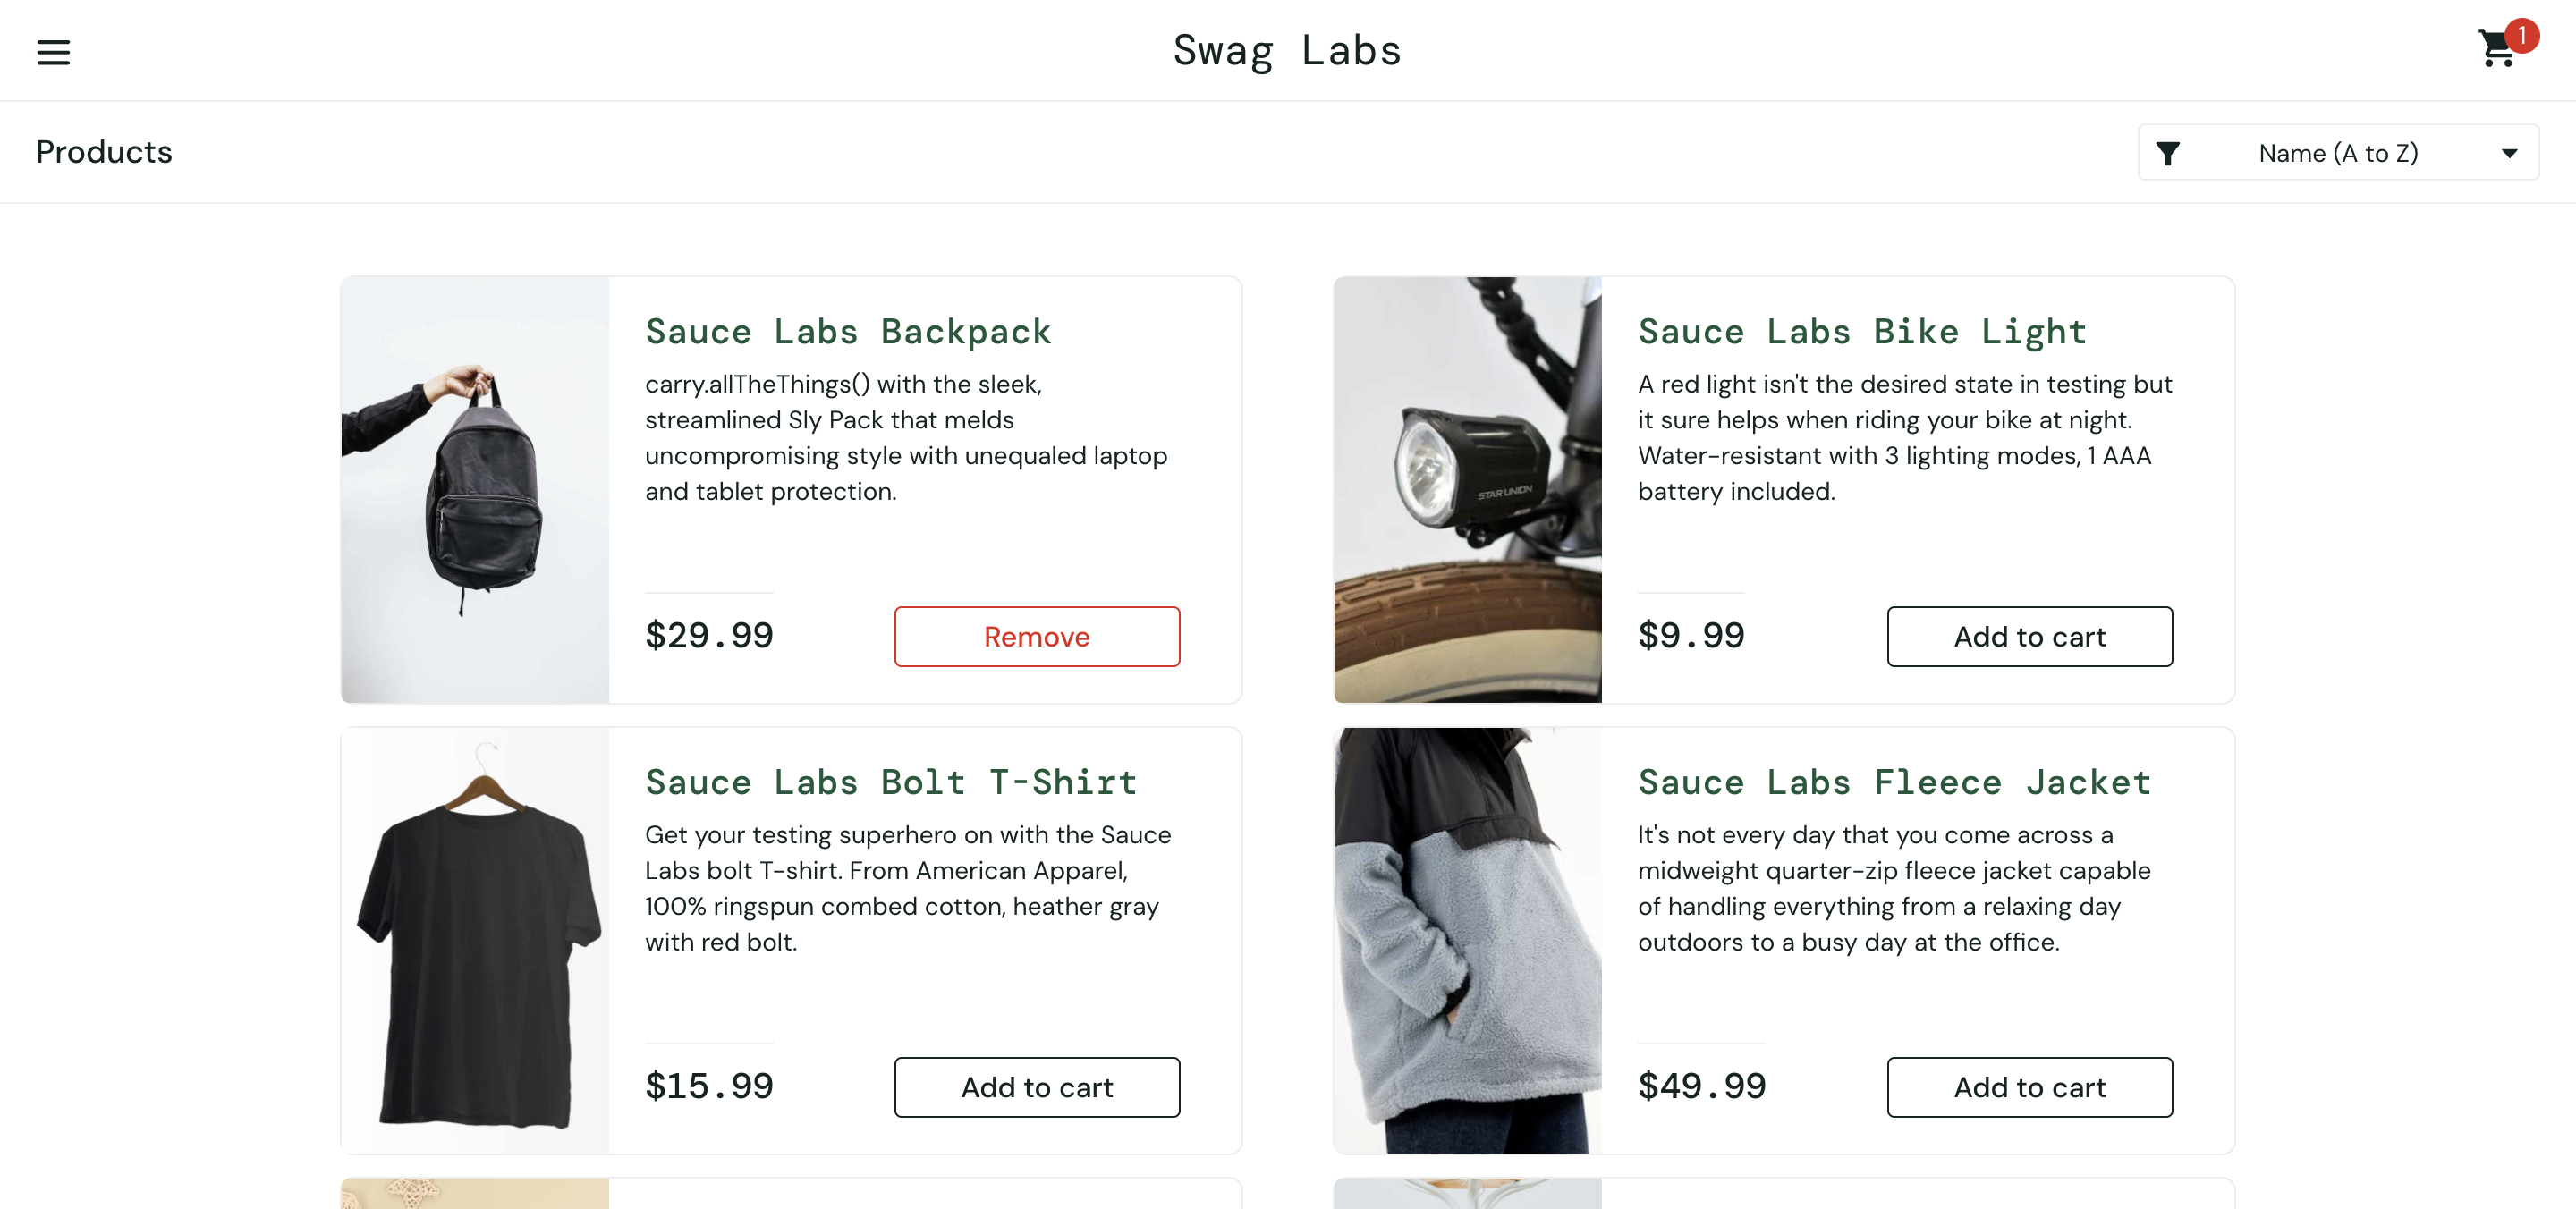 Swag Labs
1
Products
Name (A to Z)
Sauce Labs Backpack
carry.allTheThings() with the sleek,
streamlined Sly Pack that melds
uncompromising style with unequaled laptop
and tablet protection.
$29.99
Remove
Sauce Labs Bike Light
A red light isn't the desired state in testing but
it sure helps when riding your bike at night.
Water-resistant with 3 lighting modes, 1 AAA
battery included.
STAR UNION
$9.99
Add to cart
Sauce Labs Bolt T-Shirt
Get your testing superhero on with the Sauce
Labs bolt T-shirt. From American Apparel,
100% ringspun combed cotton, heather gray
with red bolt.
$15.99
Add to cart
Sauce Labs Fleece Jacket
It's not every day that you come across a
midweight quarter-zip fleece jacket capable
of handling everything from a relaxing day
outdoors to a busy day at the office.
$49.99
Add to cart